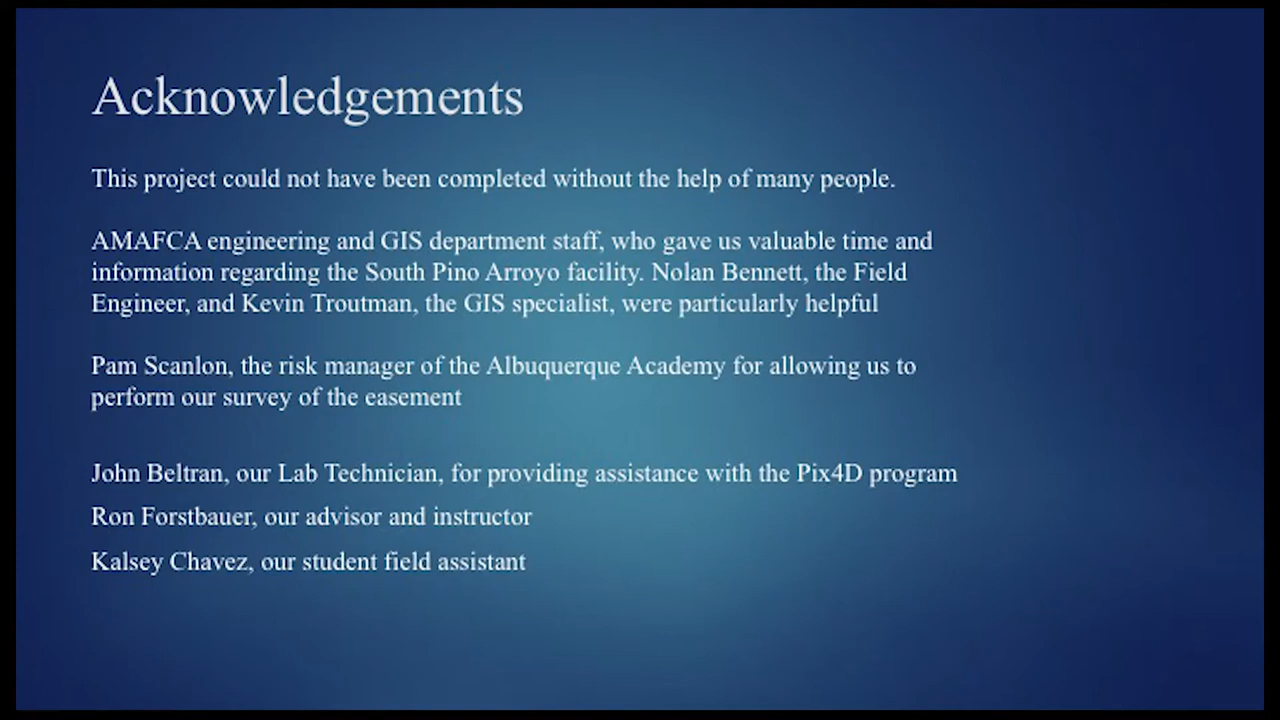 Acknowledgements
This project could not have been completed without the help of many people.
AMAFCA engineering and GIS department staff, who gave us valuable time and
information regarding the South Pino Arroyo facility. Nolan Bennett, the Field
Engineer, and Kevin Troutman, the GIS specialist, were particularly helpful
Pam Scanlon, the risk manager of the Albuquerque Academy for allowing us to
perform our survey of the easement
John Beltran, our Lab Technician, for providing assistance with the Pix4D program
Ron Forstbauer, our advisor and instructor
Kalsey Chavez, our student field assistant